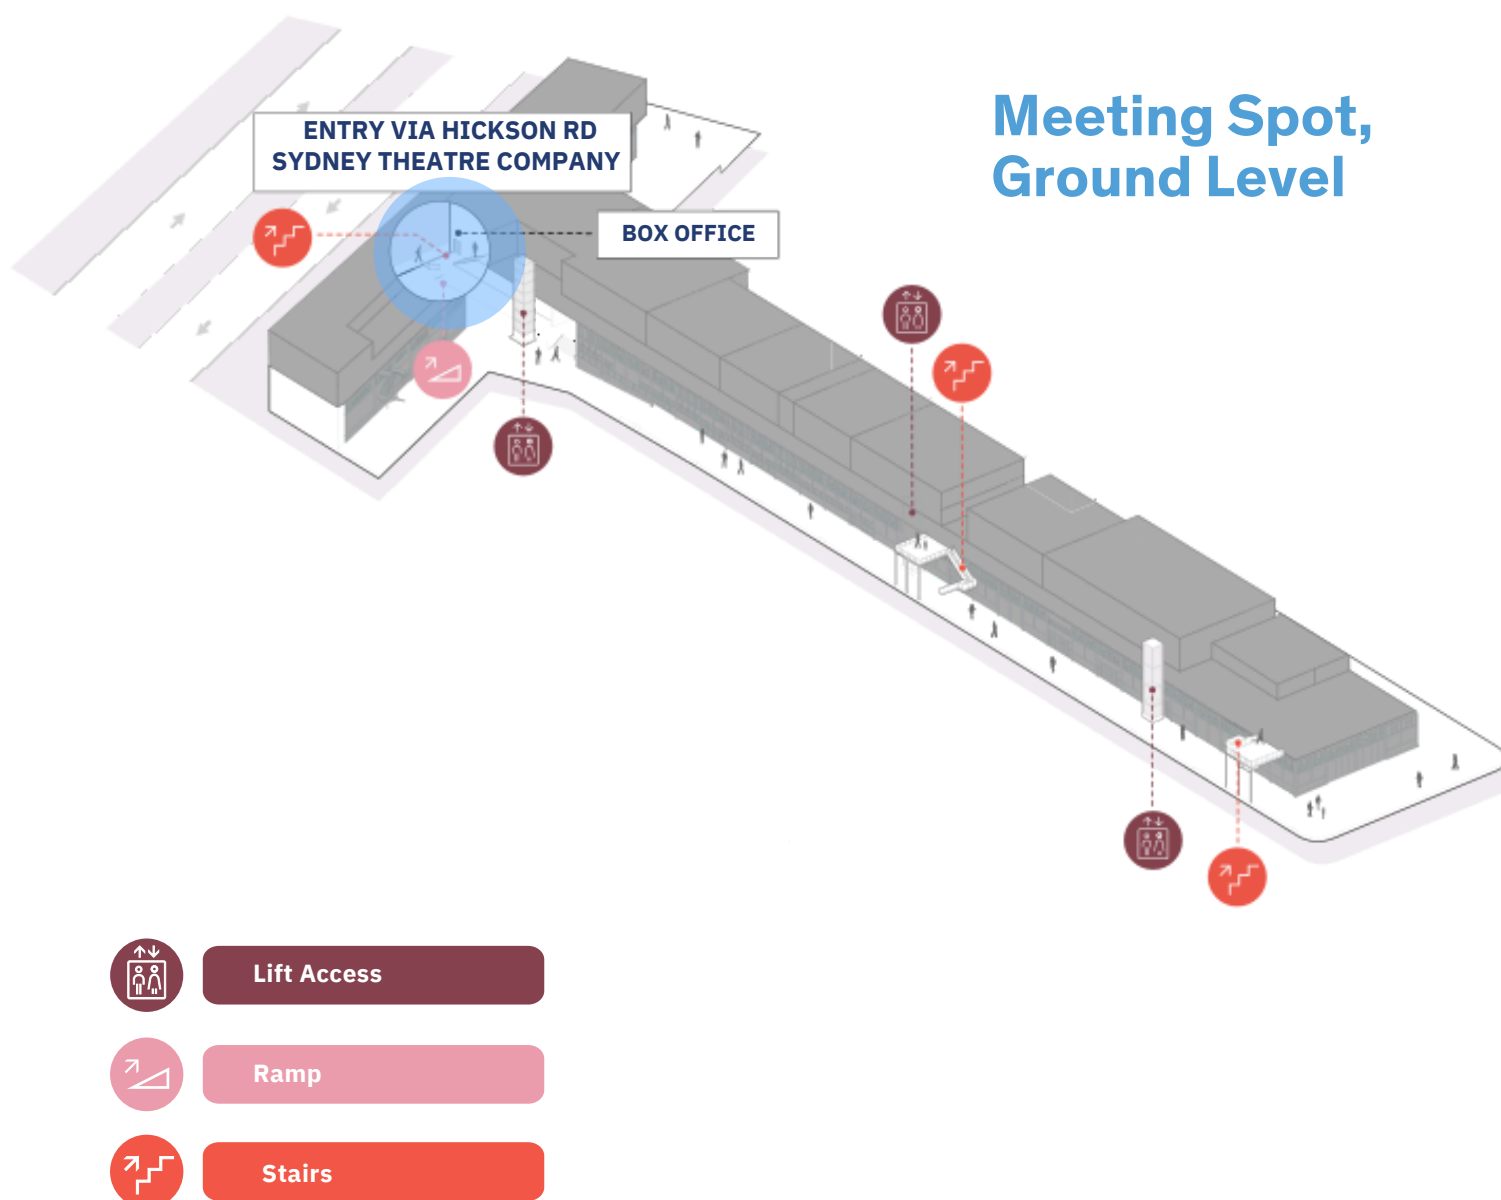 Meeting Spot,
Ground Level
ENTRY VIA HICKSON RD
SYDNEY THEATRE COMPANY
BOX OFFICE
Lift Access
Ramp
Stairs